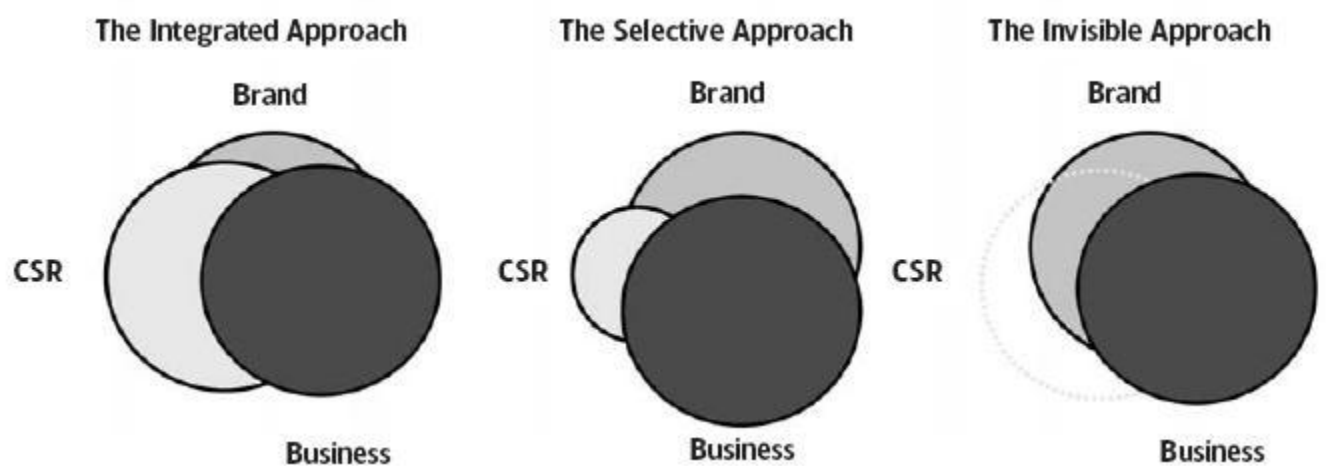 The Integrated Approach
The Selective Approach
The Invisible Approach
Brand
Brand
Brand
CSR
CSR
CSR
Business
Business
Business